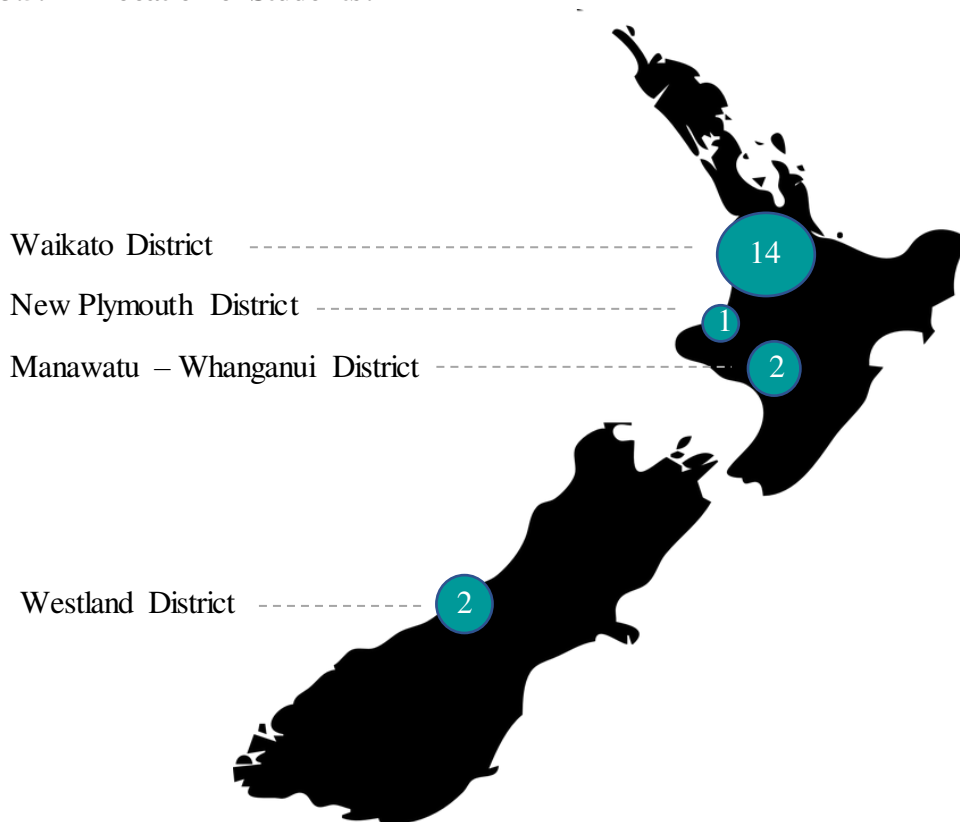 Waikato District
14
New Plymouth District
1
Manawatu – Whanganui District
2
Westland District
2